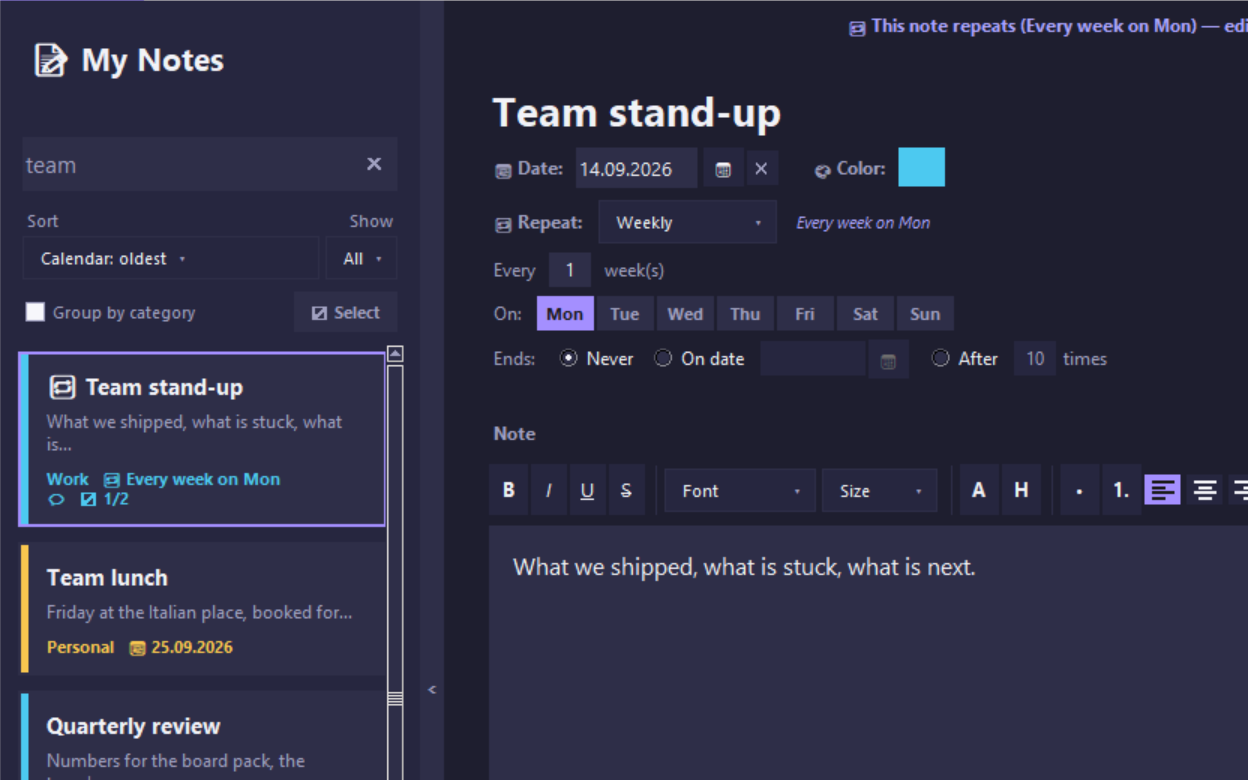 My Notes
team
Sort Show
Calendar: oldest All
Group by category Select
Team stand-up
What we shipped, what is stuck, what
is...
Work Every week on Mon
1/2
Team lunch
Friday at the Italian place, booked for...
Personal 25.09.2026
Quarterly review
Numbers for the board pack, the
<
This note repeats (Every week on Mon) — edi
Team stand-up
Date: 14.09.2026 Color:
Repeat: Weekly Every week on Mon
Every 1 week(s)
On: Mon Tue Wed Thu Fri Sat Sun
Ends: Never On date After 10 times
Note
B I U S Font Size A H • 1.
What we shipped, what is stuck, what is next.